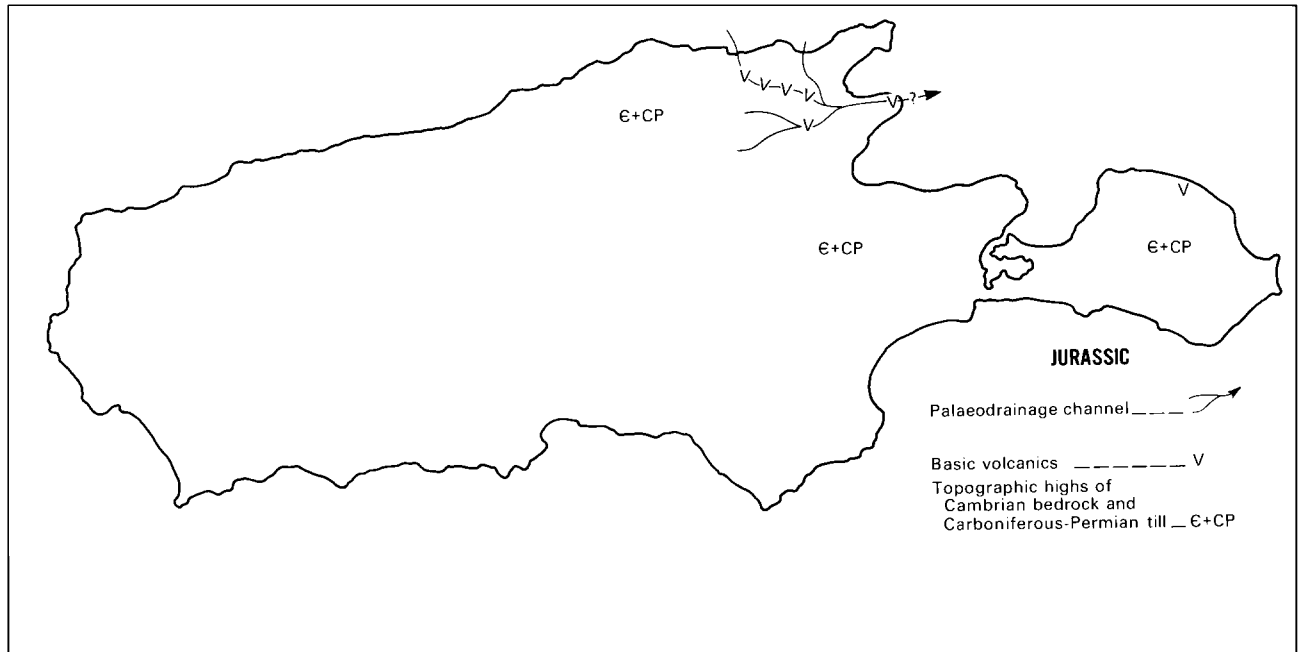 V V V V V - ? -
Є+CP
V
V
Є+CP
Є+CP
JURASSIC
Palaeodrainage channel
Basic volcanics V
Topographic highs of
Cambrian bedrock and
Carboniferous-Permian till Є+CP